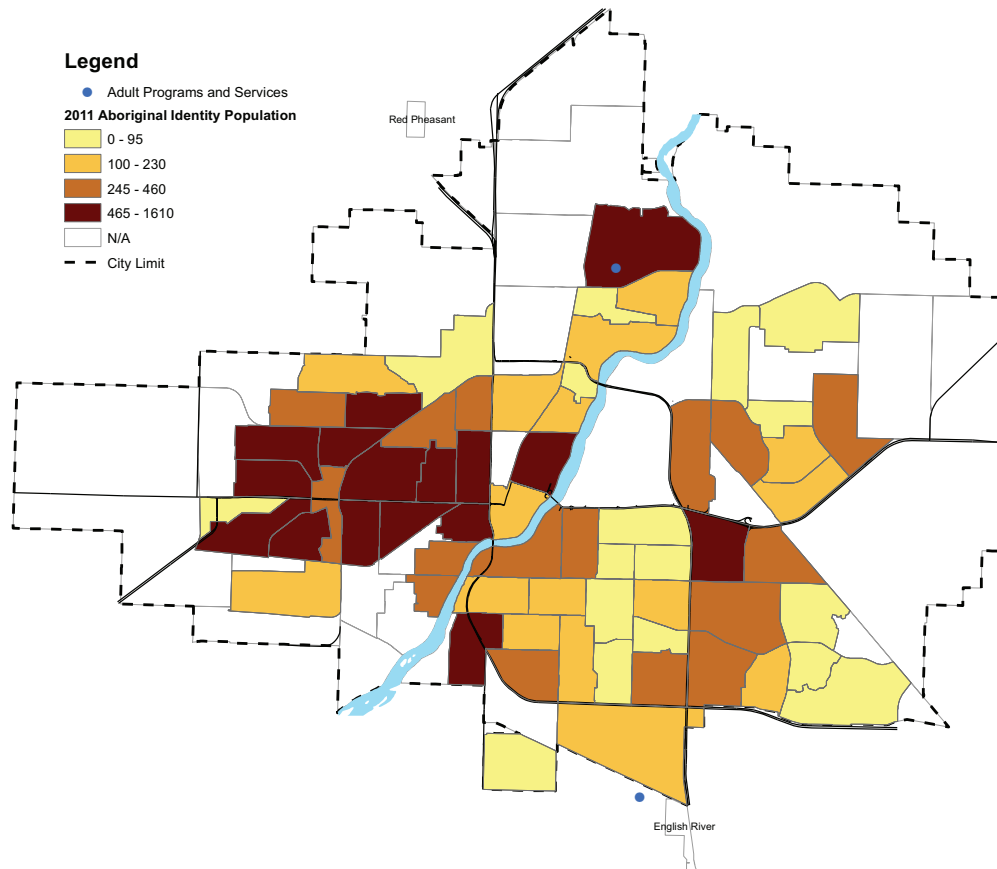 Legend
Adult Programs and Services
2011 Aboriginal Identity Population
0 - 95
100 - 230
245 - 460
465 - 1610
N/A
City Limit
Red Pheasant
English River